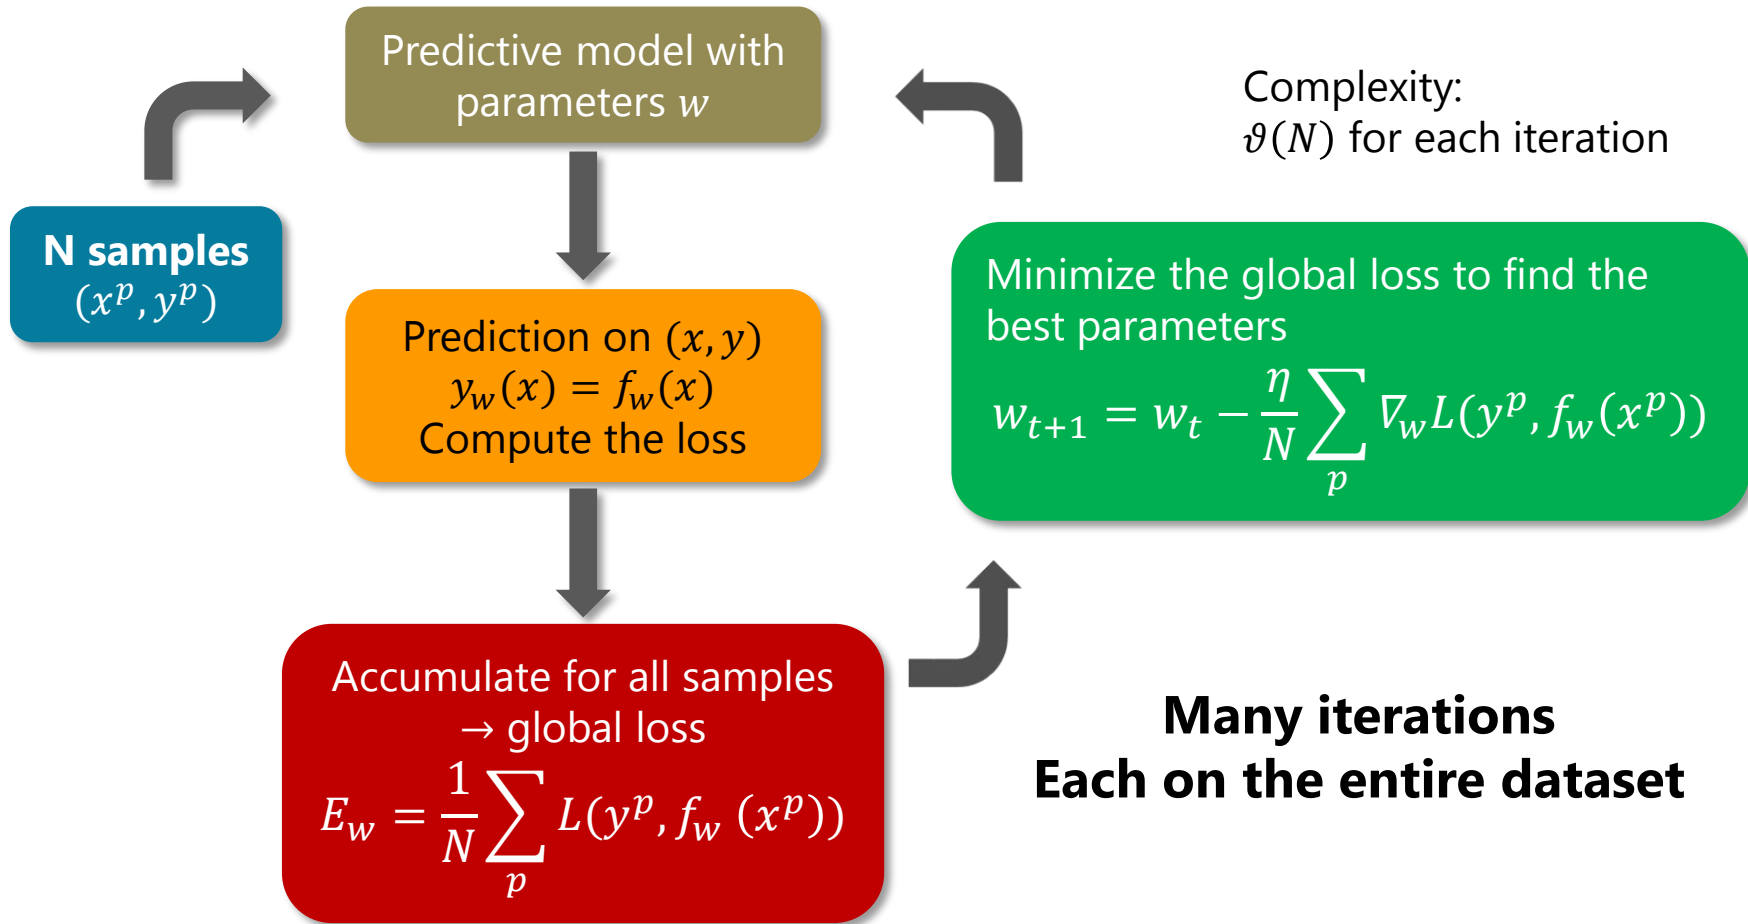 Predictive model with
parameters w
Complexity:
ϑ(N) for each iteration
N samples
(x^p, y^p)
Prediction on (x, y)
y_w(x) = f_w(x)
Compute the loss
Minimize the global loss to find the
best parameters
w_{t+1} = w_t − \frac{η}{N} ∑_p ∇_w L(y^p, f_w(x^p))
Accumulate for all samples
→ global loss
E_w = \frac{1}{N} ∑_p L(y^p, f_w (x^p))
Many iterations
Each on the entire dataset